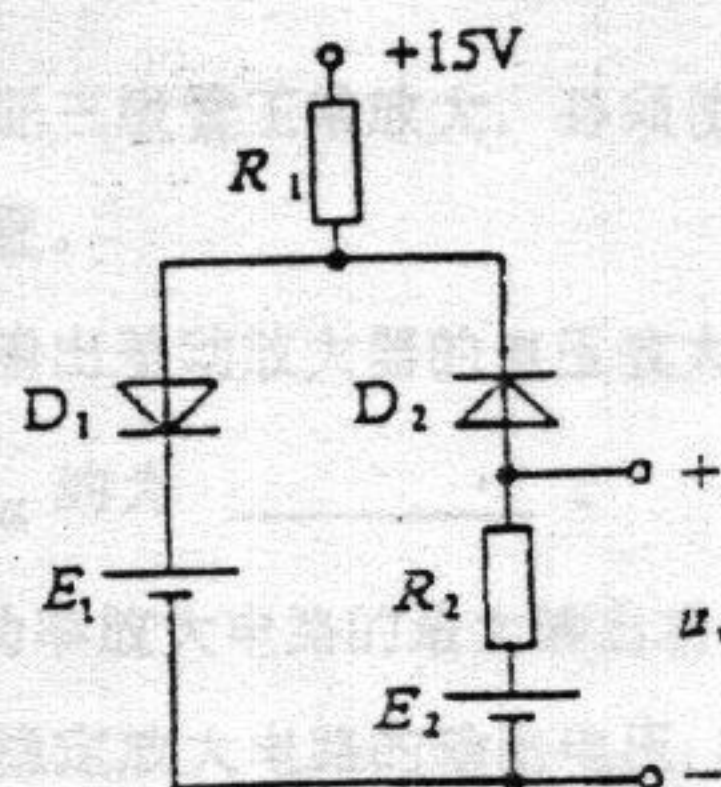 +15V
R₁
D₁
D₂
+
E₁
R₂
E₂
−